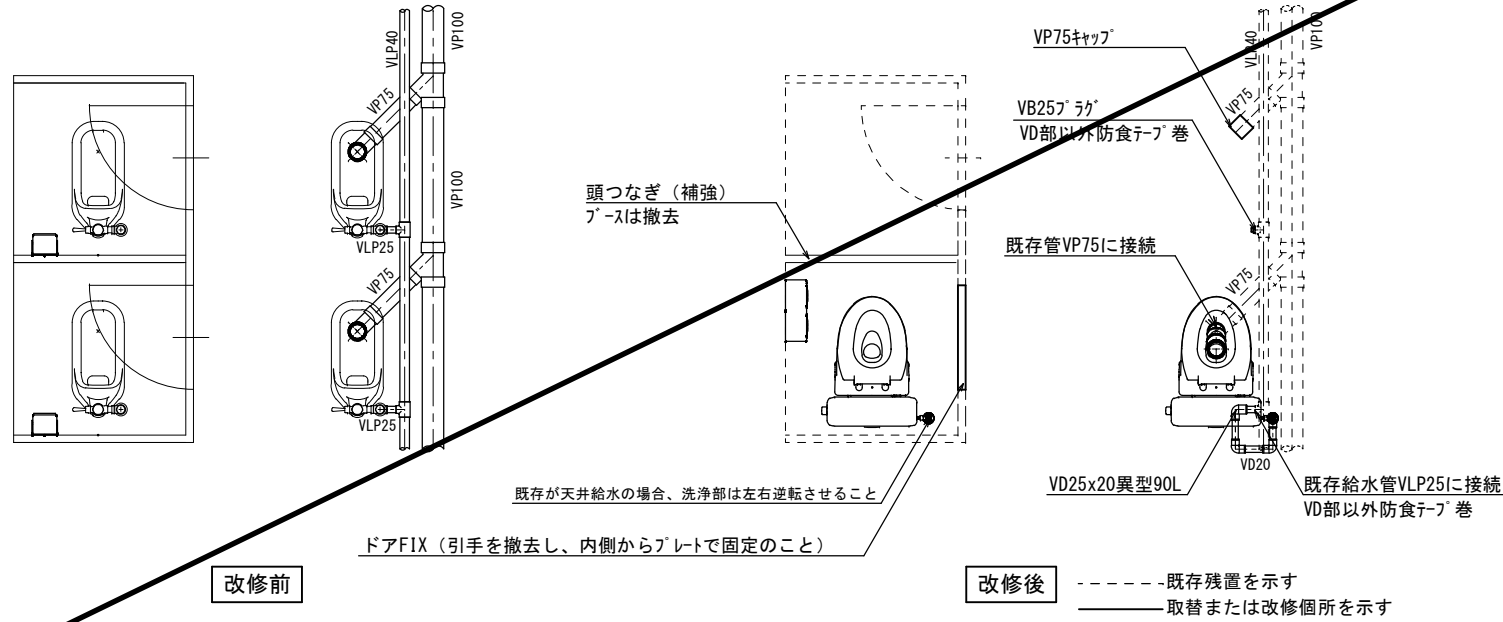 VLP40
VP100
VP75
VP100
VLP25
VP75
VLP25
改修前
頭つなぎ（補強）
ブースは撤去
既存が天井給水の場合、洗浄部は左右逆転させること
ドアFIX（引手を撤去し、内側からプレートで固定のこと）
VP75キャップ
VLP40
VP100
VP75
VB25プラグ
VD部以外防食テープ巻
既存管VP75に接続
VP75
VD25x20異型90L
VD20
既存給水管VLP25に接続
VD部以外防食テープ巻
改修後
既存残置を示す
取替または改修個所を示す